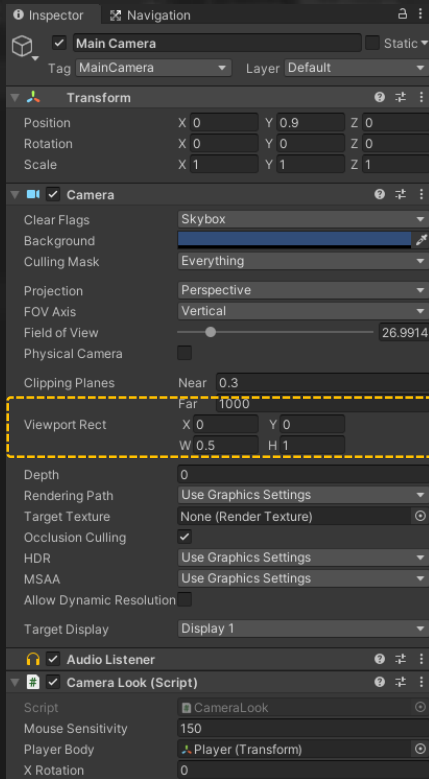 Inspector Navigation
Main Camera Static
Tag MainCamera Layer Default
Transform
Position X 0 Y 0.9 Z 0
Rotation X 0 Y 0 Z 0
Scale X 1 Y 1 Z 1
Camera
Clear Flags Skybox
Background
Culling Mask Everything
Projection Perspective
FOV Axis Vertical
Field of View 26.9914
Physical Camera
Clipping Planes Near 0.3
Far 1000
Viewport Rect X 0 Y 0
W 0.5 H 1
Depth 0
Rendering Path Use Graphics Settings
Target Texture None (Render Texture)
Occlusion Culling
HDR Use Graphics Settings
MSAA Use Graphics Settings
Allow Dynamic Resolution
Target Display Display 1
Audio Listener
# Camera Look (Script)
Script CameraLook
Mouse Sensitivity 150
Player Body Player (Transform)
X Rotation 0